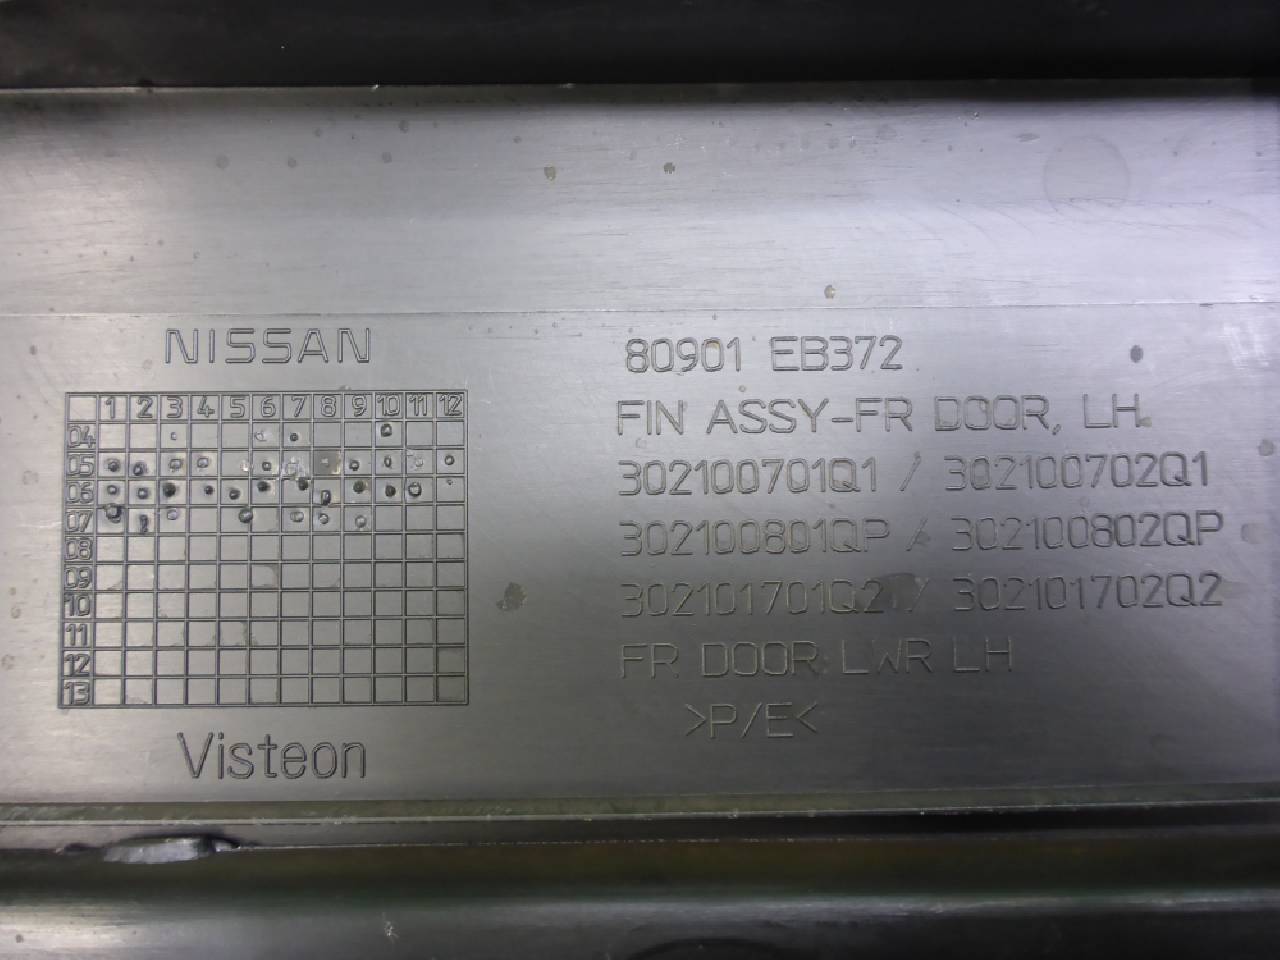 NISSAN
1 2 3 4 5 6 7 8 9 10 11 12
04
05
06
07
08
09
10
11
12
13
Visteon
80901 EB372
FIN ASSY-FR DOOR, LH.
302100701Q1 / 302100702Q1
302100801QP / 302100802QP
302101701Q2 / 302101702Q2
FR DOOR LWR LH
>P/E<